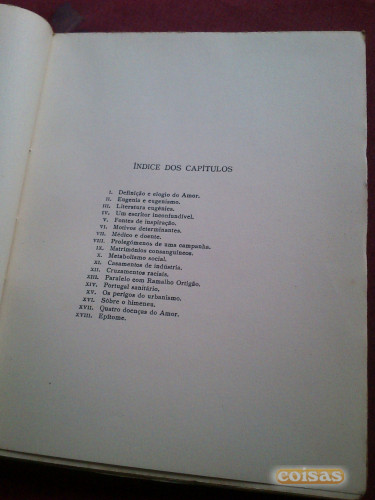 ÍNDICE DOS CAPÍTULOS
I. Definição e elogio do Amor.
II. Eugenia e eugenismo.
III. Literatura eugénica.
IV. Um escritor inconfundível.
V. Fontes de inspiração.
VI. Motivos determinantes.
VII. Médico e doente.
VIII. Prolegómenos de uma campanha.
IX. Matrimónios consanguíneos.
X. Metabolismo social.
XI. Casamentos de indústria.
XII. Cruzamentos raciais.
XIII. Paralelo com Ramalho Ortigão.
XIV. Portugal sanitário.
XV. Os perigos do urbanismo.
XVI. Sôbre o himeneu.
XVII. Quatro doenças do Amor.
XVIII. Epítome.
coisas